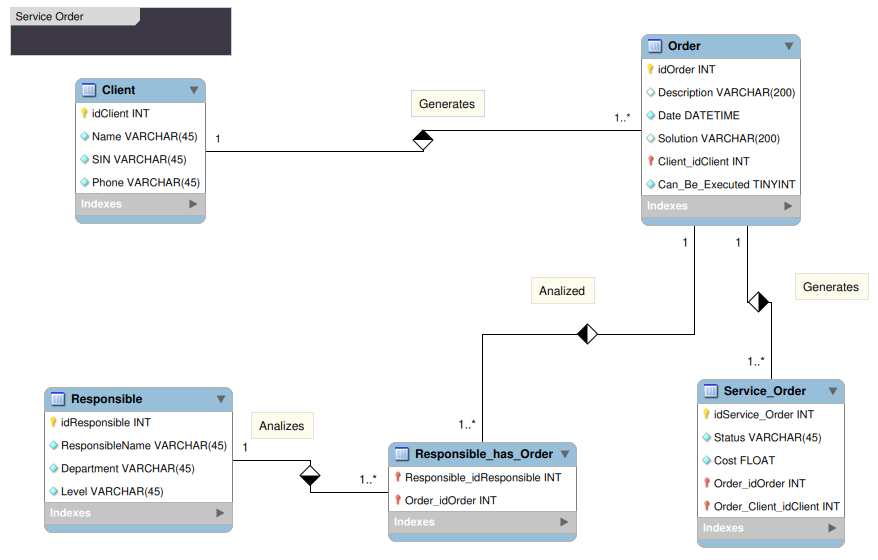 Service Order
Client
idClient INT
Name VARCHAR(45)
SIN VARCHAR(45)
Phone VARCHAR(45)
Indexes
1
Generates
1..*
Order
idOrder INT
Description VARCHAR(200)
Date DATETIME
Solution VARCHAR(200)
Client_idClient INT
Can_Be_Executed TINYINT
Indexes
1
1
Analized
Generates
1..*
1..*
Responsible
idResponsible INT
ResponsibleName VARCHAR(45)
Department VARCHAR(45)
Level VARCHAR(45)
Indexes
Analizes
1
1..*
Responsible_has_Order
Responsible_idResponsible INT
Order_idOrder INT
Indexes
Service_Order
idService_Order INT
Status VARCHAR(45)
Cost FLOAT
Order_idOrder INT
Order_Client_idClient INT
Indexes